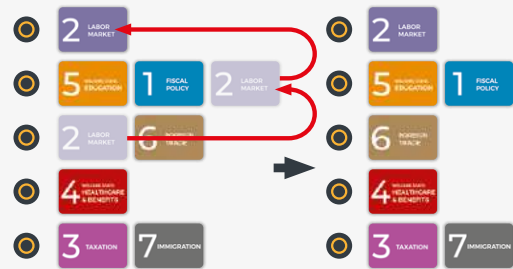 2 LABOR
MARKET
5 WELFARE STATE
EDUCATION
1 FISCAL
POLICY
2 LABOR
MARKET
2 LABOR
MARKET
6 FOREIGN
TRADE
4 WELFARE STATE
HEALTHCARE
& BENEFITS
3 TAXATION
7 IMMIGRATION
2 LABOR
MARKET
5 WELFARE STATE
EDUCATION
1 FISCAL
POLICY
6 FOREIGN
TRADE
4 WELFARE STATE
HEALTHCARE
& BENEFITS
3 TAXATION
7 IMMIGRATION